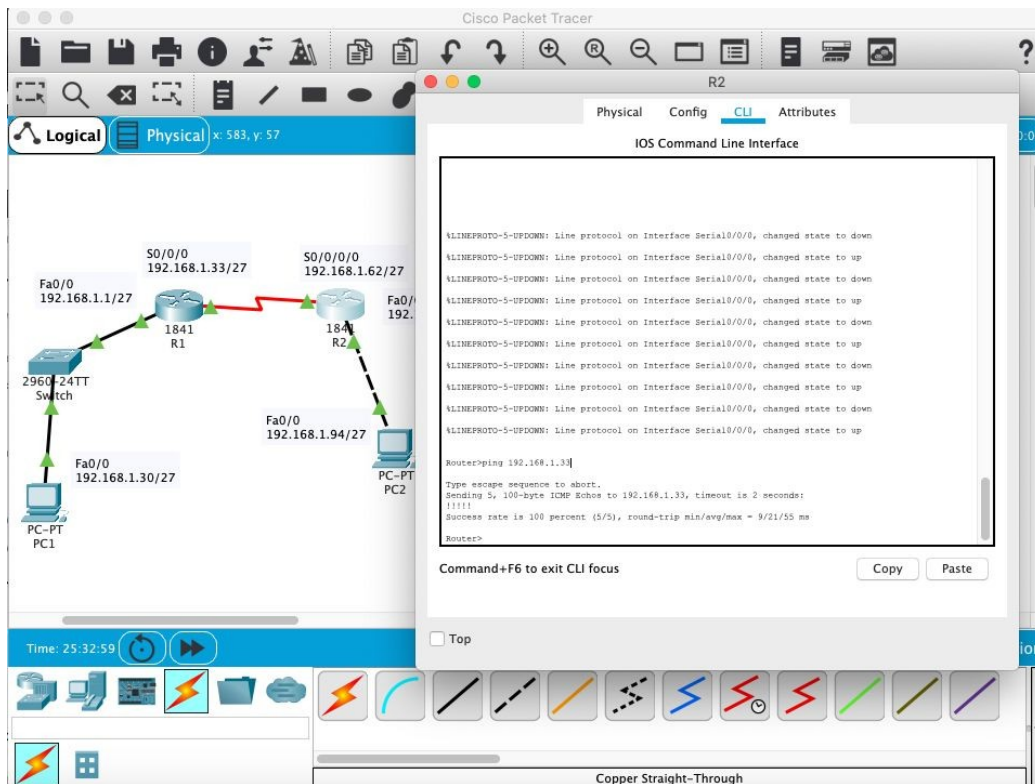 Cisco Packet Tracer
R2
Physical Config CLI Attributes
IOS Command Line Interface
Logical
Physical
x: 583, y: 57
S0/0/0
192.168.1.33/27
S0/0/0/0
192.168.1.62/27
Fa0/0
192.168.1.1/27
1841
R1
1841
R2
2960-24TT
Switch
Fa0/0
192.168.1.94/27
Fa0/0
192.168.1.30/27
PC-PT
PC2
PC-PT
PC1
%LINEPROTO-5-UPDOWN: Line protocol on Interface Serial0/0/0, changed state to down
%LINEPROTO-5-UPDOWN: Line protocol on Interface Serial0/0/0, changed state to up
%LINEPROTO-5-UPDOWN: Line protocol on Interface Serial0/0/0, changed state to down
%LINEPROTO-5-UPDOWN: Line protocol on Interface Serial0/0/0, changed state to up
%LINEPROTO-5-UPDOWN: Line protocol on Interface Serial0/0/0, changed state to down
%LINEPROTO-5-UPDOWN: Line protocol on Interface Serial0/0/0, changed state to up
%LINEPROTO-5-UPDOWN: Line protocol on Interface Serial0/0/0, changed state to down
%LINEPROTO-5-UPDOWN: Line protocol on Interface Serial0/0/0, changed state to up
%LINEPROTO-5-UPDOWN: Line protocol on Interface Serial0/0/0, changed state to down
%LINEPROTO-5-UPDOWN: Line protocol on Interface Serial0/0/0, changed state to up
Router>ping 192.168.1.33
Type escape sequence to abort.
Sending 5, 100-byte ICMP Echos to 192.168.1.33, timeout is 2 seconds:
!!!!!
Success rate is 100 percent (5/5), round-trip min/avg/max = 9/21/55 ms
Router>
Command+F6 to exit CLI focus
Copy
Paste
Top
Time: 25:32:59
Copper Straight-Through